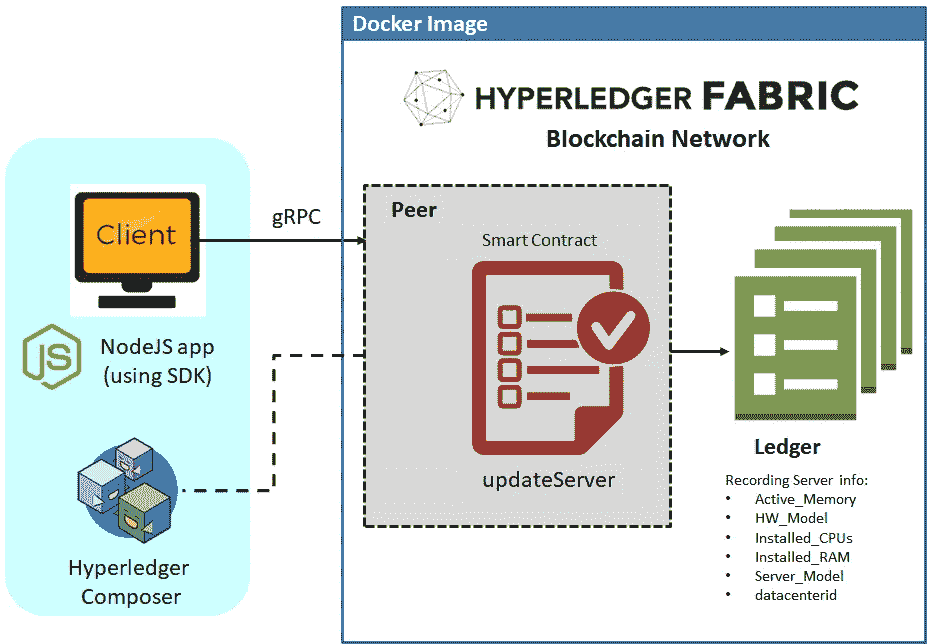 Docker Image
HYPERLEDGER FABRIC
Blockchain Network
Client
gRPC
Peer
Smart Contract
JS
NodeJS app
(using SDK)
updateServer
Hyperledger
Composer
Ledger
Recording Server info:
• Active_Memory
• HW_Model
• Installed_CPUs
• Installed_RAM
• Server_Model
• datacenterid